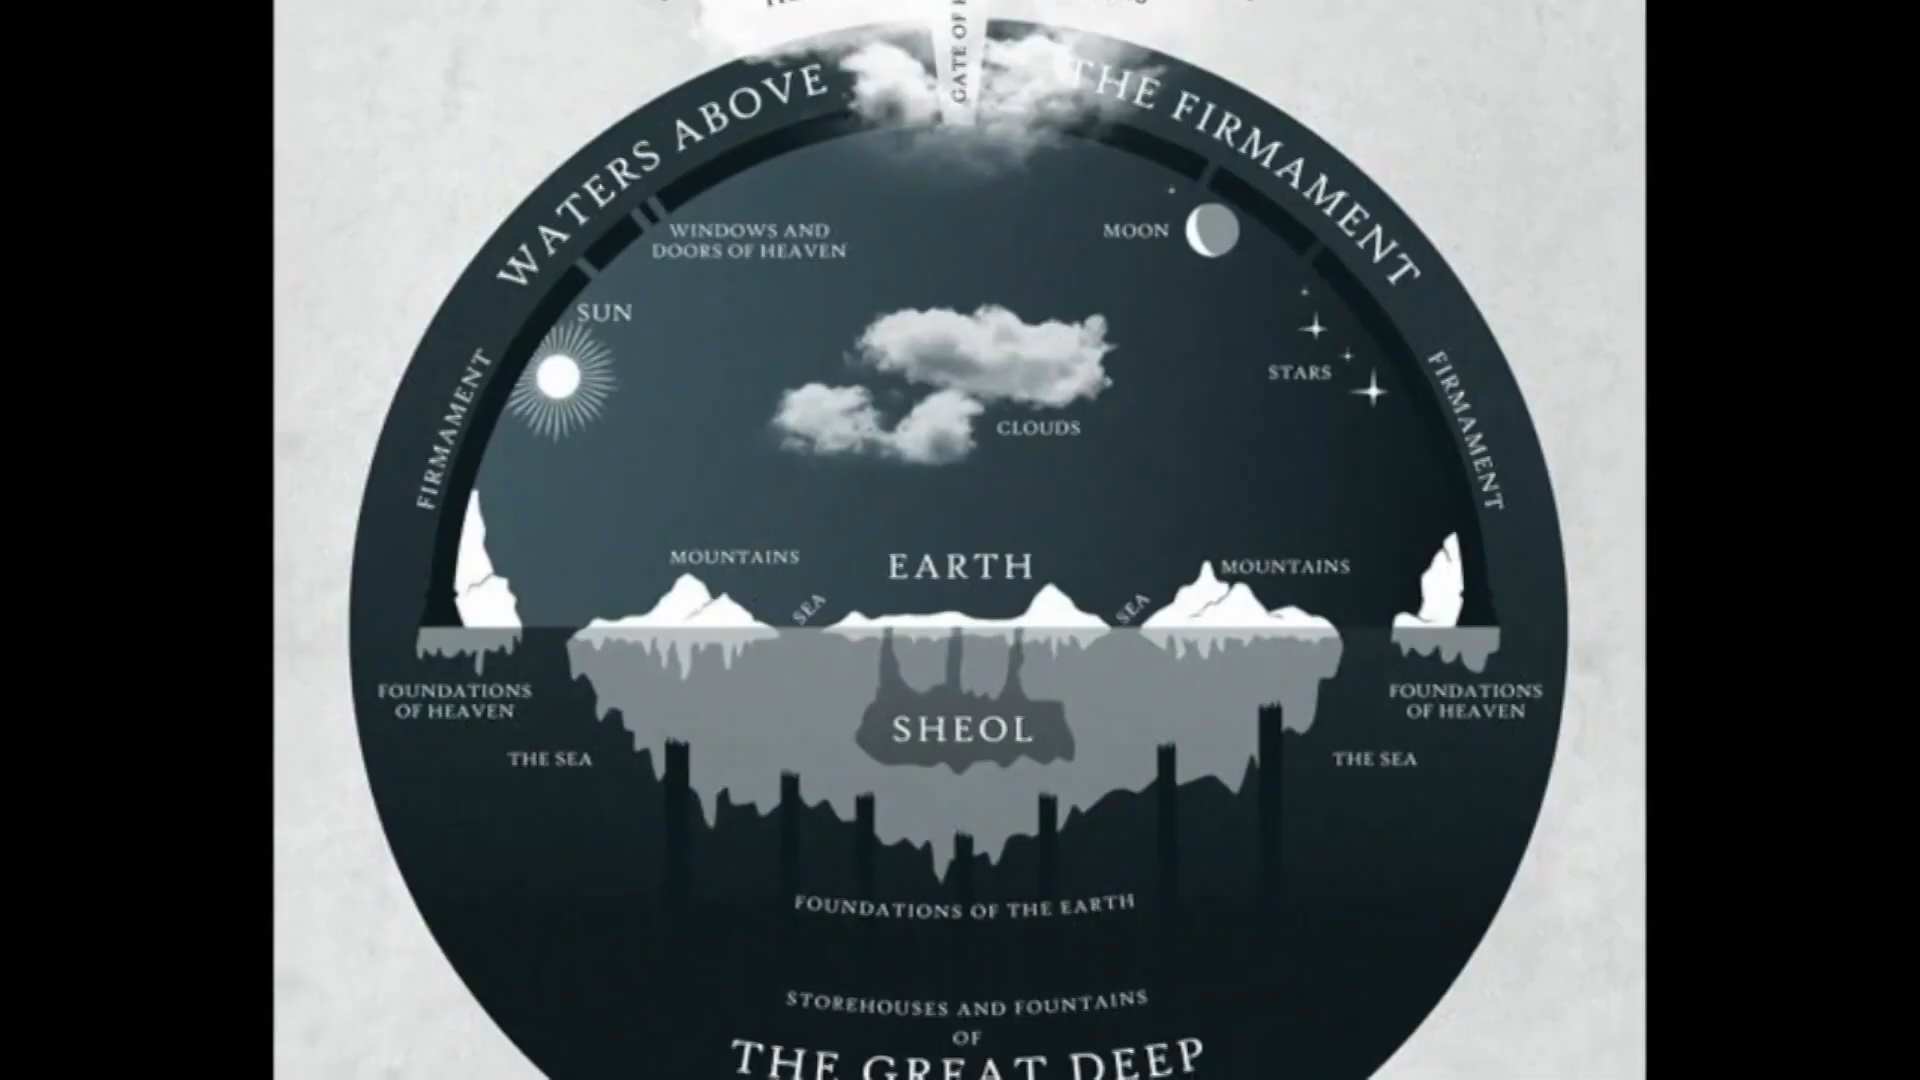 GATE OF
WATERS ABOVE
THE FIRMAMENT
WINDOWS AND
DOORS OF HEAVEN
MOON
SUN
STARS
FIRMAMENT
FIRMAMENT
CLOUDS
MOUNTAINS
EARTH
MOUNTAINS
SEA
SEA
FOUNDATIONS
OF HEAVEN
SHEOL
FOUNDATIONS
OF HEAVEN
THE SEA
THE SEA
FOUNDATIONS OF THE EARTH
STOREHOUSES AND FOUNTAINS
OF
THE GREAT DEEP